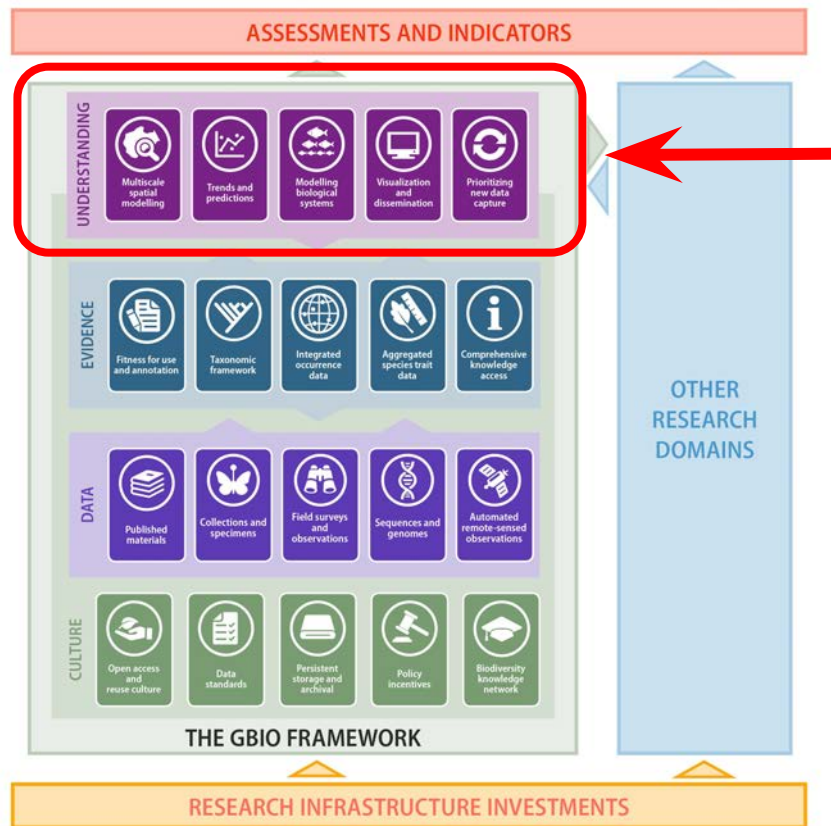 ASSESSMENTS AND INDICATORS
UNDERSTANDING
Multiscale
spatial
modelling
Trends and
predictions
Modelling
biological
systems
Visualization
and
dissemination
Prioritizing
new data
capture
EVIDENCE
Fitness for use
and annotation
Taxonomic
framework
Integrated
occurrence
data
Aggregated
species trait
data
Comprehensive
knowledge
access
DATA
Published
materials
Collections and
specimens
Field surveys
and
observations
Sequences and
genomes
Automated
remote-sensed
observations
CULTURE
Open access
and
reuse culture
Data
standards
Persistent
storage and
archival
Policy
incentives
Biodiversity
knowledge
network
THE GBIO FRAMEWORK
OTHER
RESEARCH
DOMAINS
RESEARCH INFRASTRUCTURE INVESTMENTS